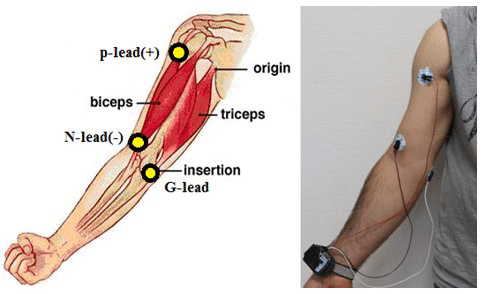 p-lead(+)
origin
biceps
triceps
N-lead(-)
insertion
G-lead